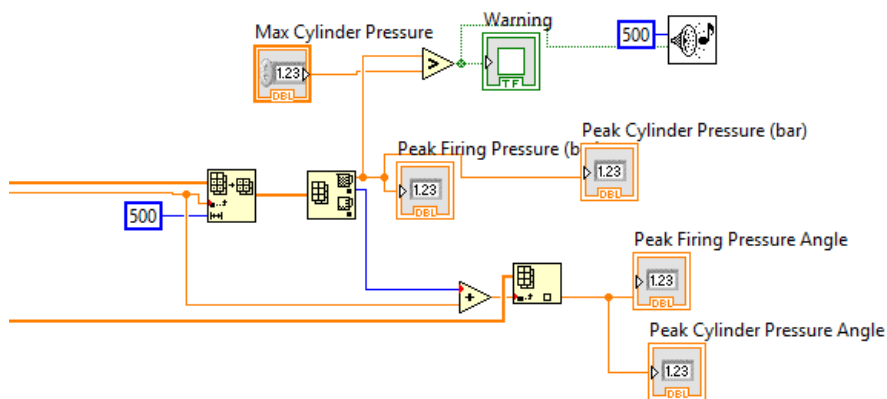 Warning
Max Cylinder Pressure
500
1.23
DBL
>
TF
Peak Firing Pressure (b
Peak Cylinder Pressure (bar)
1.23
DBL
1.23
DBL
500
Peak Firing Pressure Angle
1.23
DBL
+
Peak Cylinder Pressure Angle
1.23
DBL